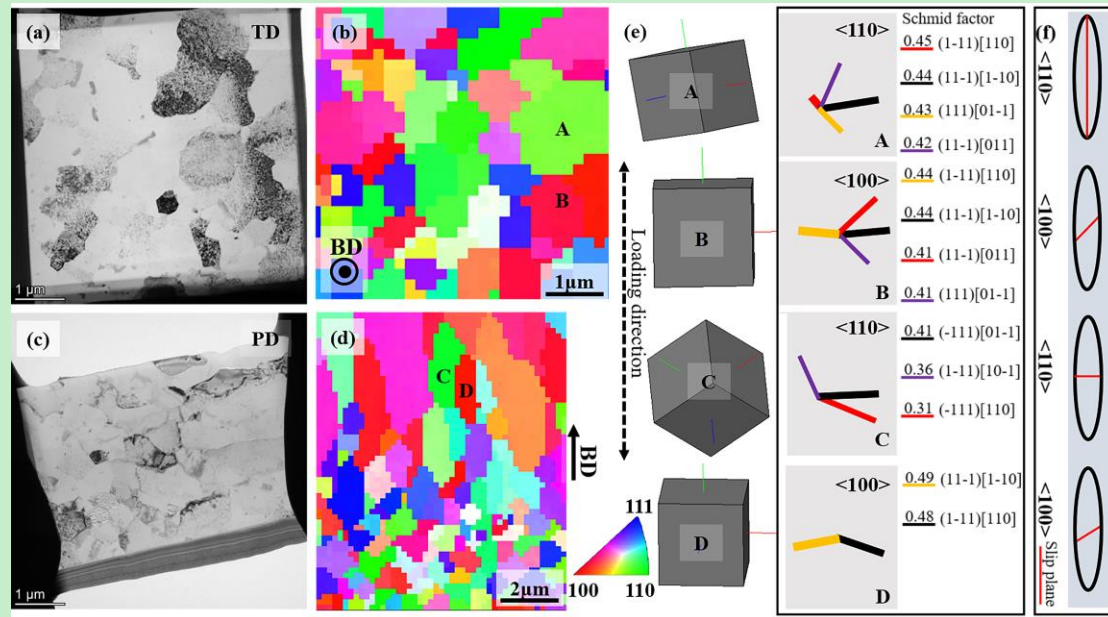 (a)
TD
1 μm
(b)
A
B
BD
1μm
(c)
PD
1 μm
(d)
C
D
BD
2μm
111
100
110
(e)
A
B
C
D
Loading direction
<110>
A
Schmid factor
0.45 (1-11)[110]
0.44 (11-1)[1-10]
0.43 (111)[01-1]
0.42 (11-1)[011]
<100>
B
0.44 (1-11)[110]
0.44 (11-1)[1-10]
0.41 (11-1)[011]
0.41 (111)[01-1]
<110>
C
0.41 (-111)[01-1]
0.36 (1-11)[10-1]
0.31 (-111)[110]
<100>
D
0.49 (11-1)[1-10]
0.48 (1-11)[110]
(f)
<110>
<100>
<110>
<100>
Slip plane